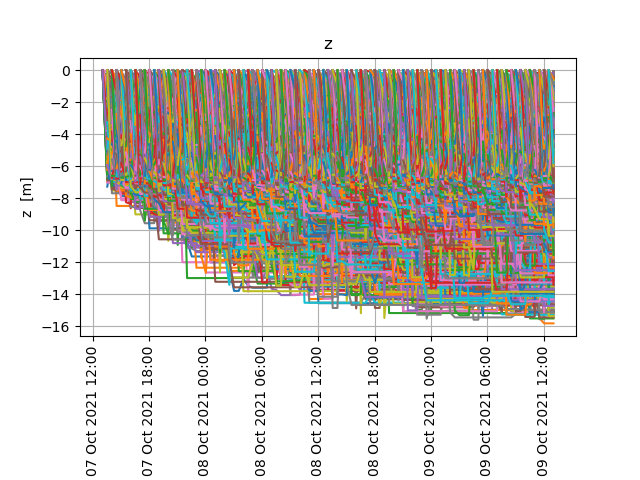 z
0
−2
−4
−6
−8
−10
−12
−14
−16
z [m]
07 Oct 2021 12:00
07 Oct 2021 18:00
08 Oct 2021 00:00
08 Oct 2021 06:00
08 Oct 2021 12:00
08 Oct 2021 18:00
09 Oct 2021 00:00
09 Oct 2021 06:00
09 Oct 2021 12:00